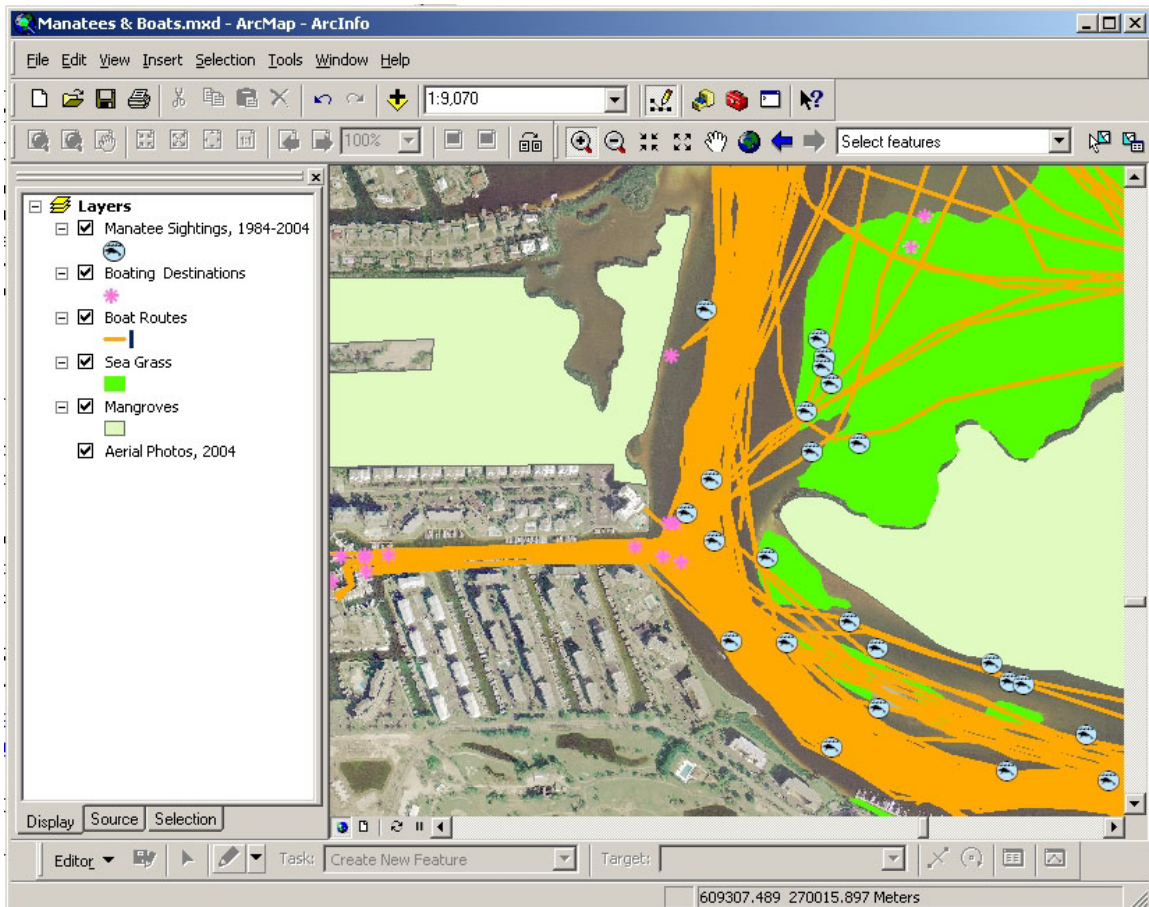 Manatees & Boats.mxd - ArcMap - ArcInfo
File Edit View Insert Selection Tools Window Help
1:9,070
1:1 100% Select features
Layers
Manatee Sightings, 1984-2004
Boating Destinations
Boat Routes
Sea Grass
Mangroves
Aerial Photos, 2004
Display Source Selection
Editor Task: Create New Feature Target:
609307.489 270015.897 Meters